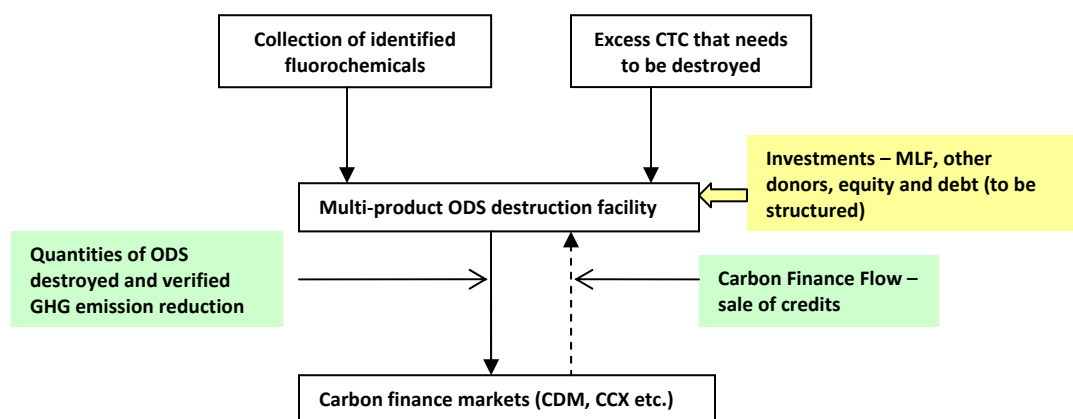 Collection of identified
fluorochemicals
Excess CTC that needs
to be destroyed
Investments – MLF, other
donors, equity and debt (to be
structured)
Multi-product ODS destruction facility
Quantities of ODS
destroyed and verified
GHG emission reduction
Carbon Finance Flow –
sale of credits
Carbon finance markets (CDM, CCX etc.)